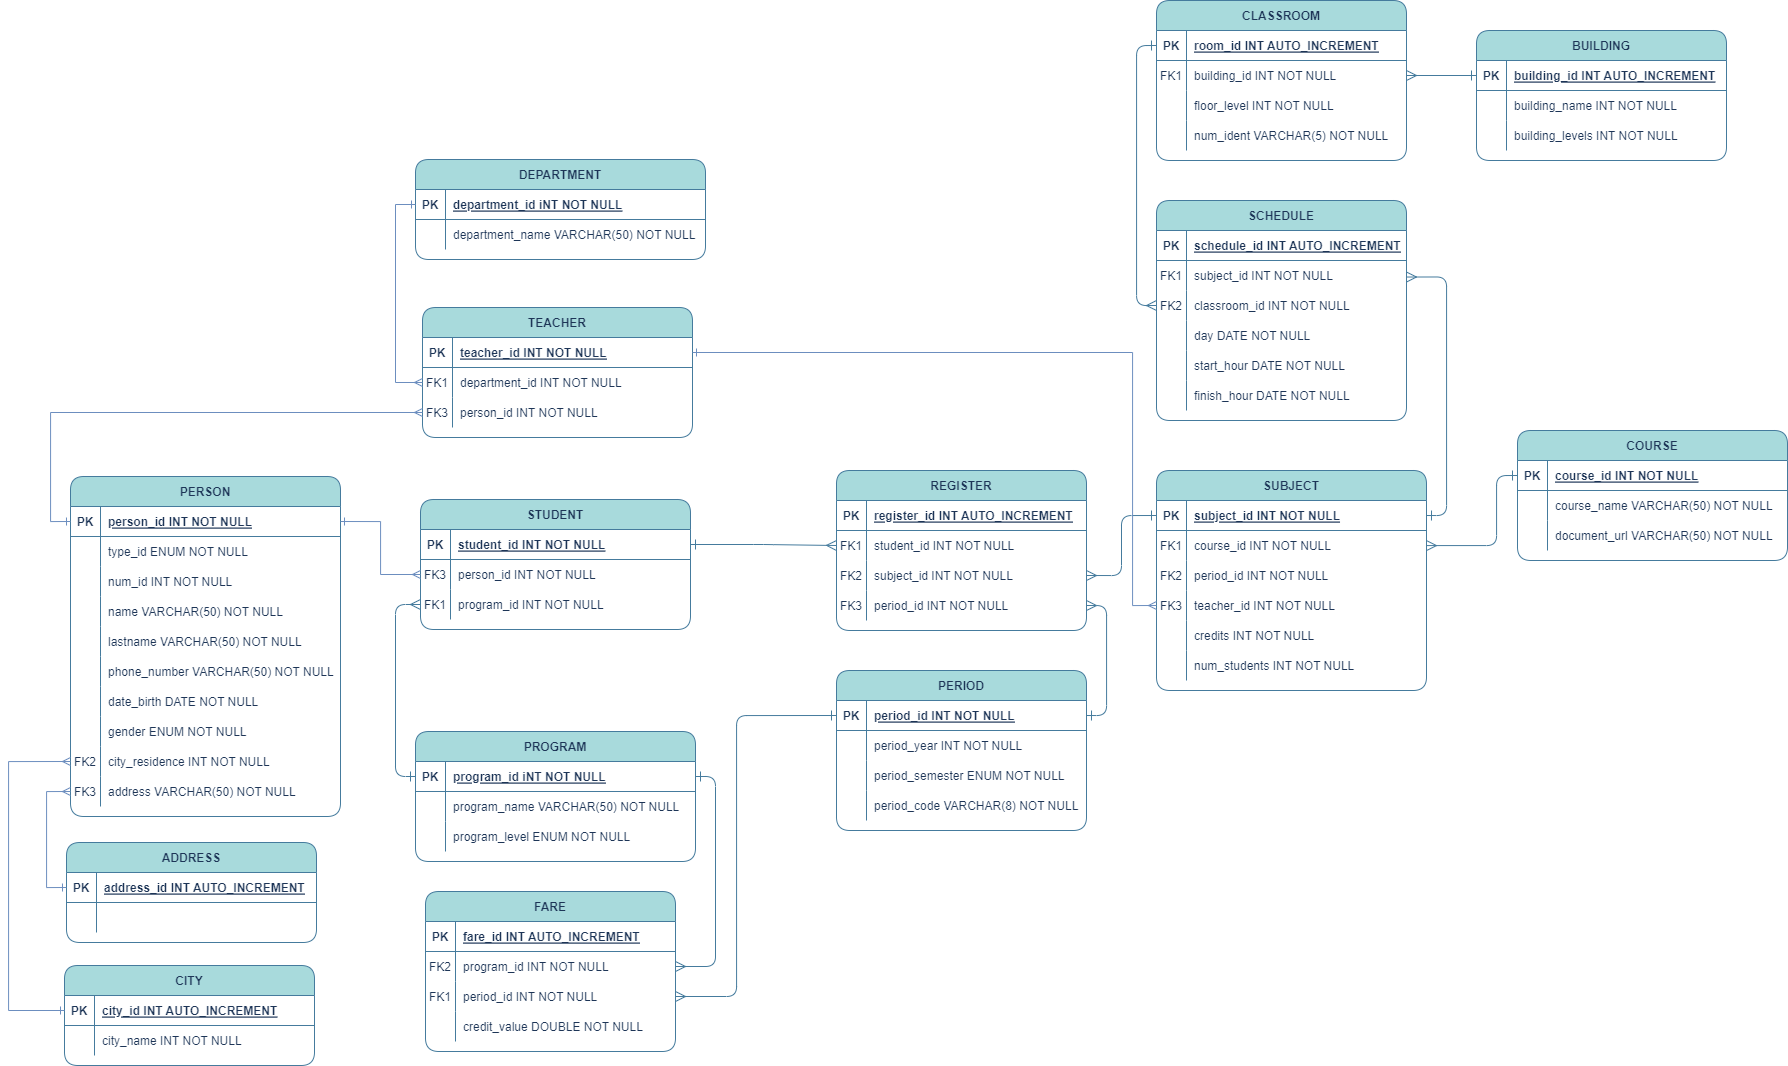 CLASSROOM
PK room_id INT AUTO_INCREMENT
FK1 building_id INT NOT NULL
floor_level INT NOT NULL
num_ident VARCHAR(5) NOT NULL
BUILDING
PK building_id INT AUTO_INCREMENT
building_name INT NOT NULL
building_levels INT NOT NULL
DEPARTMENT
PK department_id iNT NOT NULL
department_name VARCHAR(50) NOT NULL
SCHEDULE
PK schedule_id INT AUTO_INCREMENT
FK1 subject_id INT NOT NULL
FK2 classroom_id INT NOT NULL
day DATE NOT NULL
start_hour DATE NOT NULL
finish_hour DATE NOT NULL
TEACHER
PK teacher_id INT NOT NULL
FK1 department_id INT NOT NULL
FK3 person_id INT NOT NULL
PERSON
PK person_id INT NOT NULL
type_id ENUM NOT NULL
num_id INT NOT NULL
name VARCHAR(50) NOT NULL
lastname VARCHAR(50) NOT NULL
phone_number VARCHAR(50) NOT NULL
date_birth DATE NOT NULL
gender ENUM NOT NULL
FK2 city_residence INT NOT NULL
FK3 address VARCHAR(50) NOT NULL
STUDENT
PK student_id INT NOT NULL
FK3 person_id INT NOT NULL
FK1 program_id INT NOT NULL
REGISTER
PK register_id INT AUTO_INCREMENT
FK1 student_id INT NOT NULL
FK2 subject_id INT NOT NULL
FK3 period_id INT NOT NULL
SUBJECT
PK subject_id INT NOT NULL
FK1 course_id INT NOT NULL
FK2 period_id INT NOT NULL
FK3 teacher_id INT NOT NULL
credits INT NOT NULL
num_students INT NOT NULL
COURSE
PK course_id INT NOT NULL
course_name VARCHAR(50) NOT NULL
document_url VARCHAR(50) NOT NULL
PROGRAM
PK program_id iNT NOT NULL
program_name VARCHAR(50) NOT NULL
program_level ENUM NOT NULL
PERIOD
PK period_id INT NOT NULL
period_year INT NOT NULL
period_semester ENUM NOT NULL
period_code VARCHAR(8) NOT NULL
ADDRESS
PK address_id INT AUTO_INCREMENT
FARE
PK fare_id INT AUTO_INCREMENT
FK2 program_id INT NOT NULL
FK1 period_id INT NOT NULL
credit_value DOUBLE NOT NULL
CITY
PK city_id INT AUTO_INCREMENT
city_name INT NOT NULL